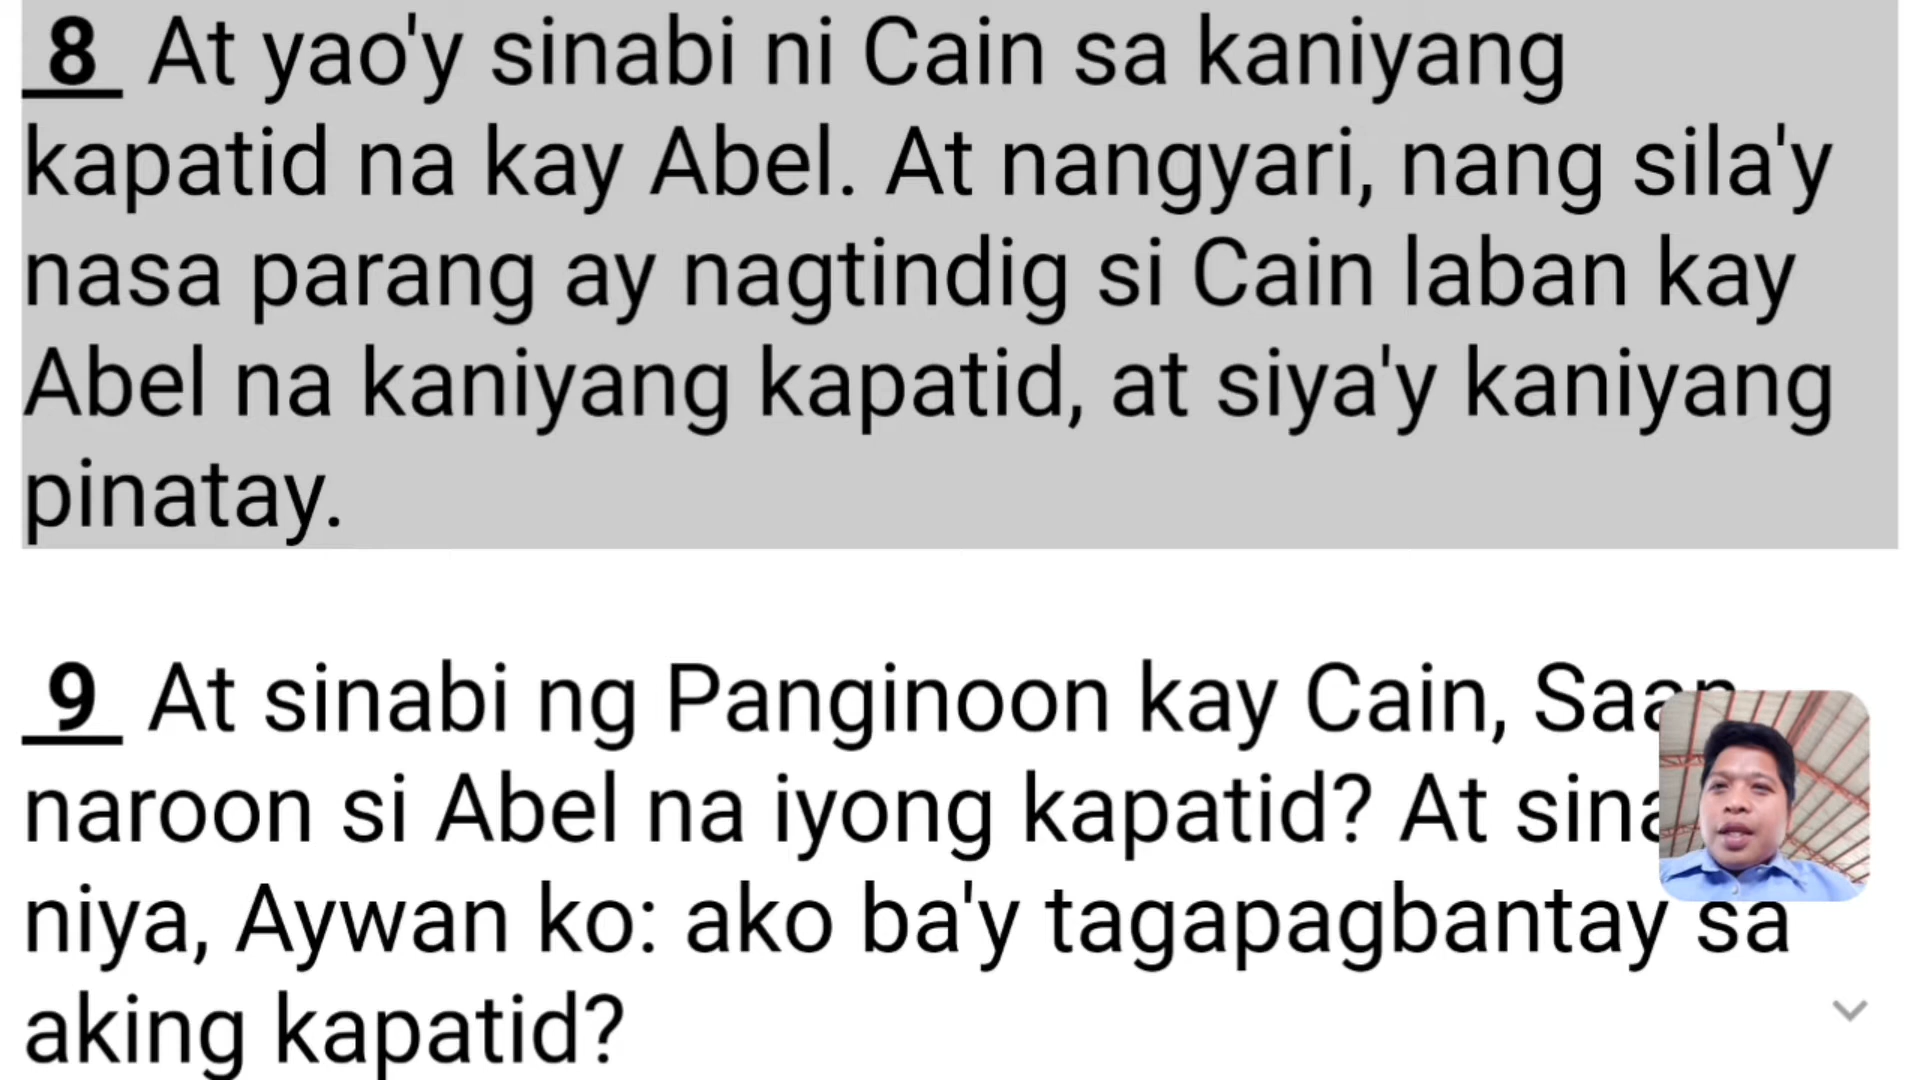 8 At yao'y sinabi ni Cain sa kaniyang
kapatid na kay Abel. At nangyari, nang sila'y
nasa parang ay nagtindig si Cain laban kay
Abel na kaniyang kapatid, at siya'y kaniyang
pinatay.
9 At sinabi ng Panginoon kay Cain, Saan
naroon si Abel na iyong kapatid? At
niya, Aywan ko: ako ba'y tagapagbantay sa
aking kapatid?